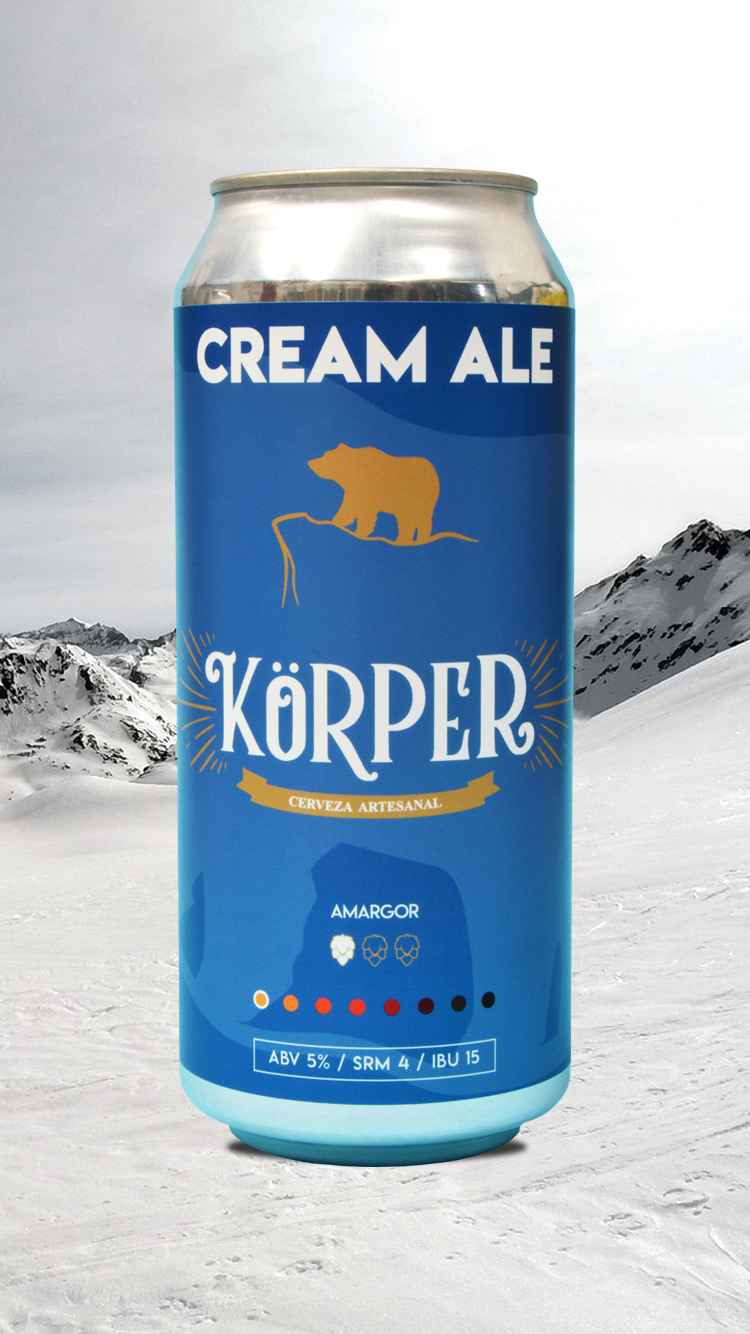 CREAM ALE
KÖRPER
CERVEZA ARTESANAL
AMARGOR
ABV 5% / SRM 4 / IBU 15